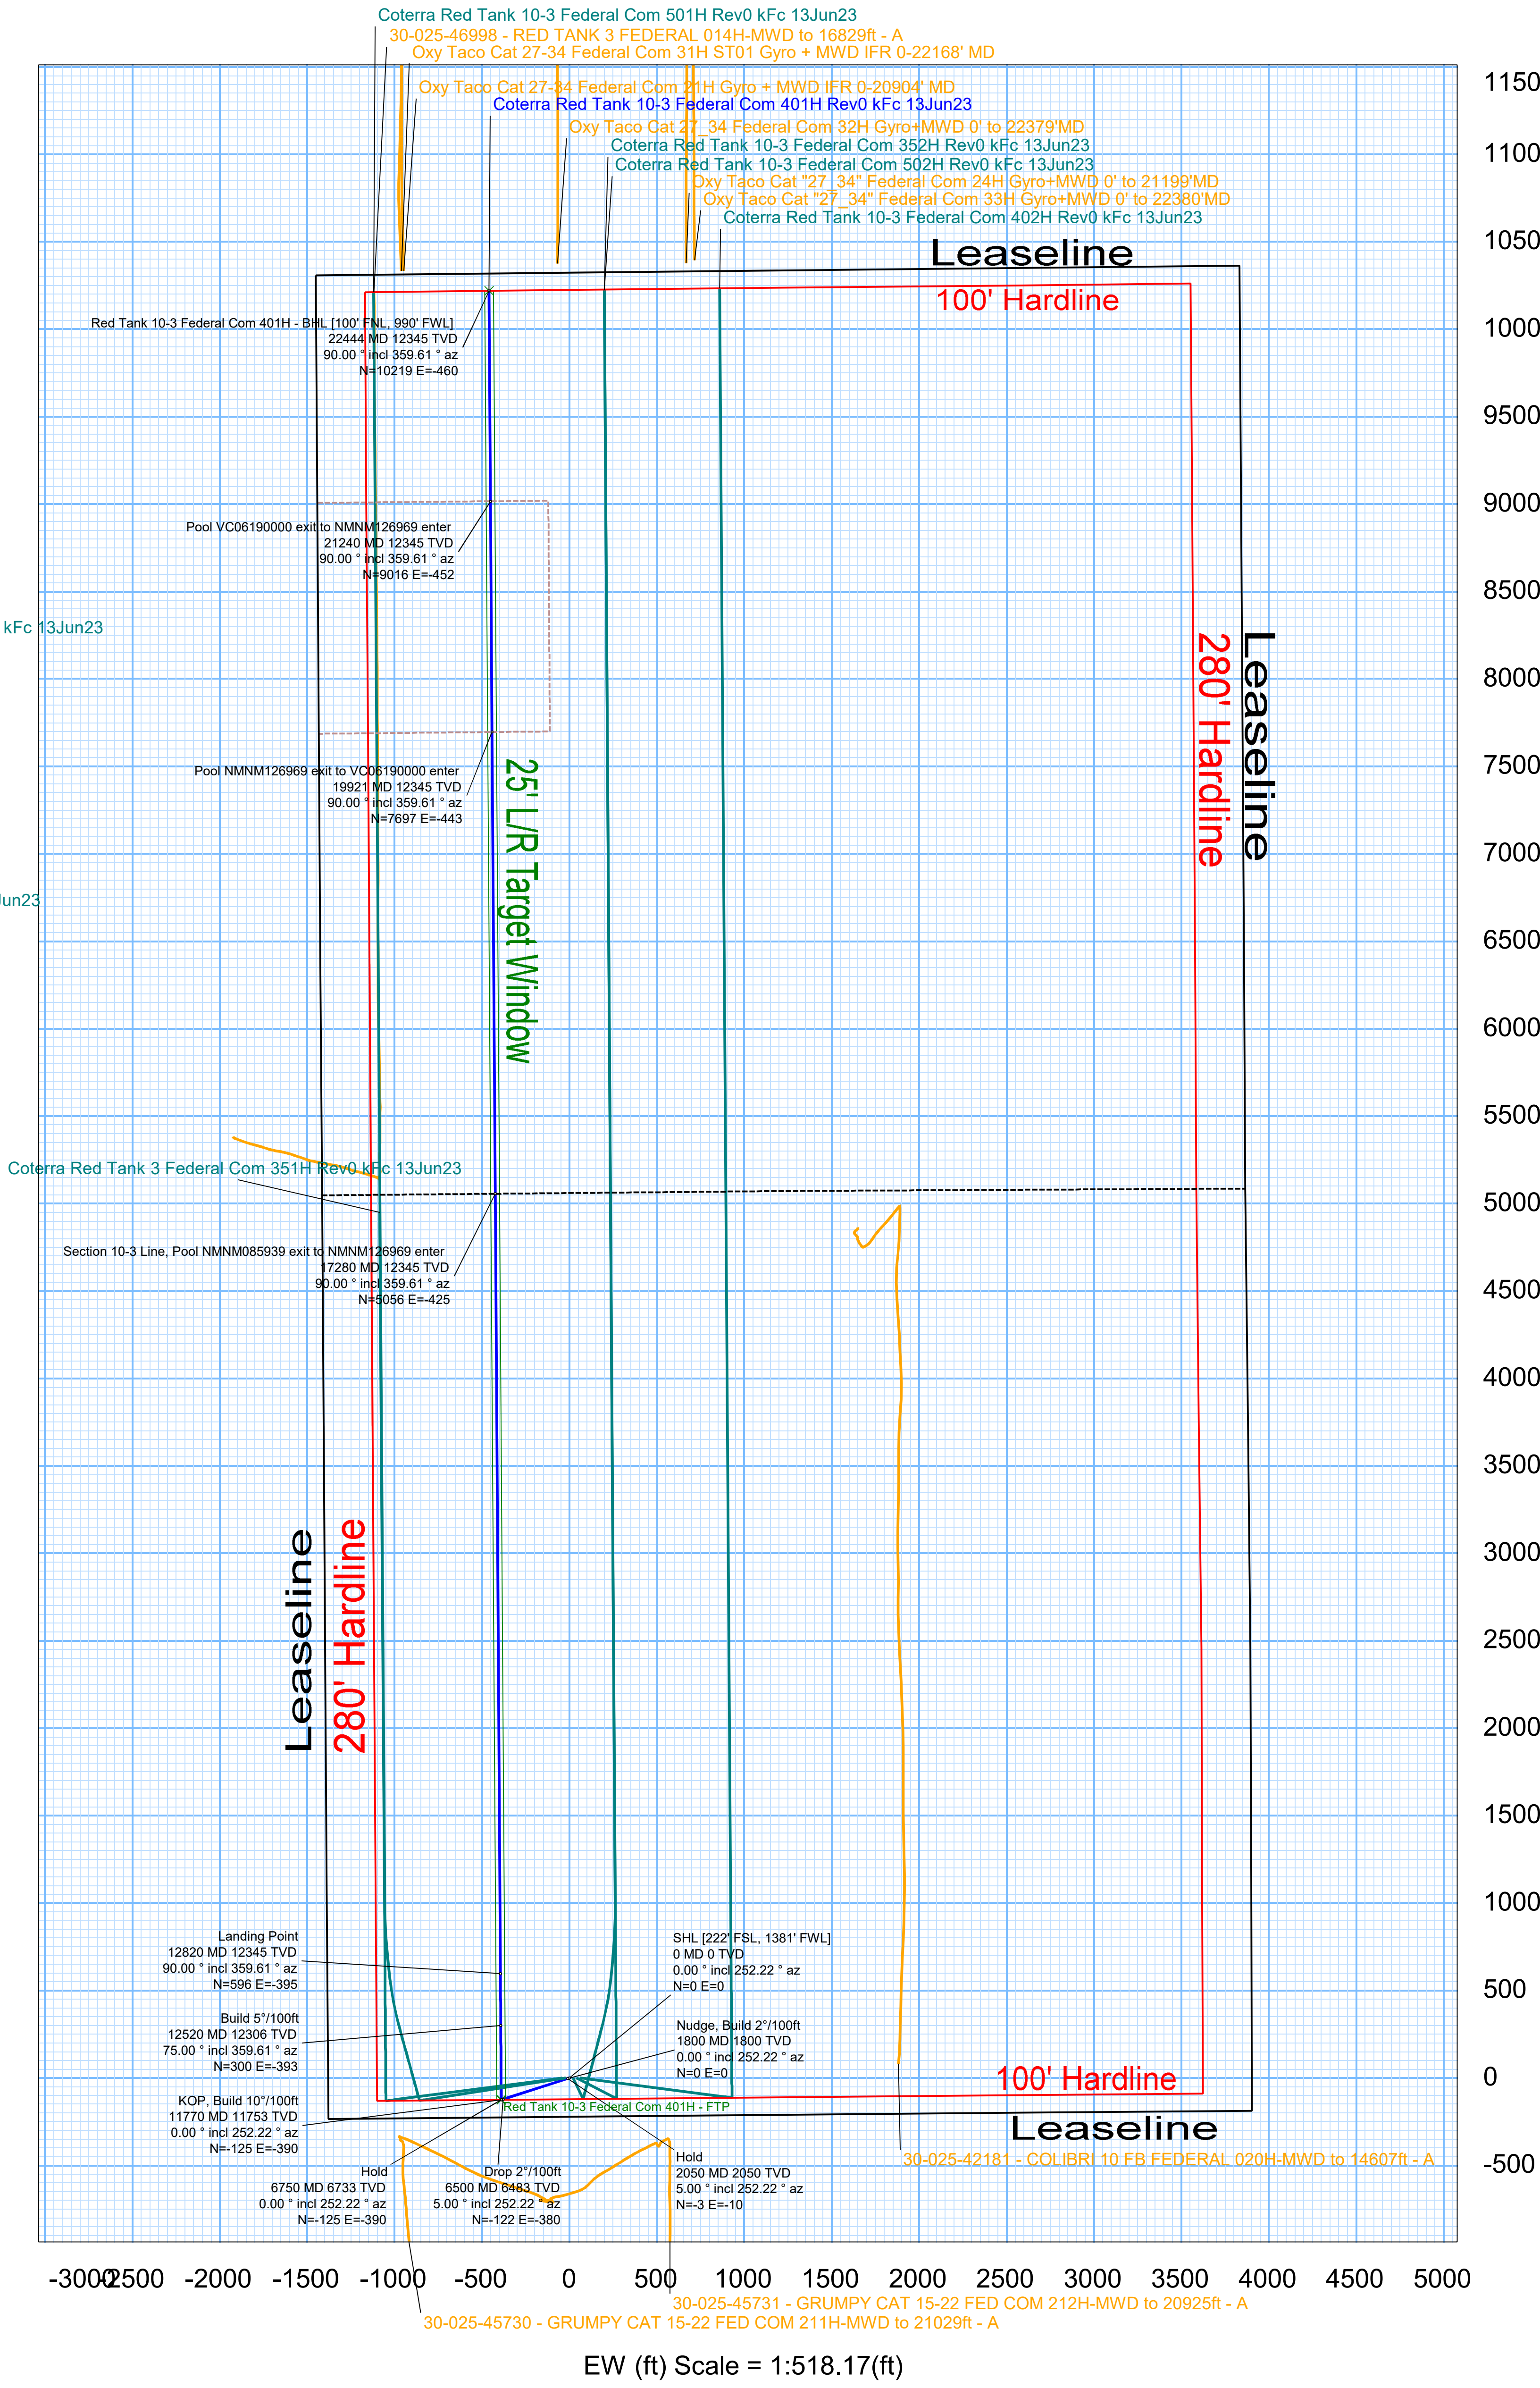 Coterra Red Tank 10-3 Federal Com 501H Rev0 kFc 13Jun23
30-025-46998 - RED TANK 3 FEDERAL 014H-MWD to 16829ft - A
Oxy Taco Cat 27-34 Federal Com 31H ST01 Gyro + MWD IFR 0-22168' MD
Oxy Taco Cat 27-34 Federal Com 21H Gyro + MWD IFR 0-20904' MD
Coterra Red Tank 10-3 Federal Com 401H Rev0 kFc 13Jun23
Oxy Taco Cat 27_34 Federal Com 32H Gyro+MWD 0' to 22379'MD
Coterra Red Tank 10-3 Federal Com 352H Rev0 kFc 13Jun23
Coterra Red Tank 10-3 Federal Com 502H Rev0 kFc 13Jun23
Oxy Taco Cat "27_34" Federal Com 24H Gyro+MWD 0' to 21199'MD
Oxy Taco Cat "27_34" Federal Com 33H Gyro+MWD 0' to 22380'MD
Coterra Red Tank 10-3 Federal Com 402H Rev0 kFc 13Jun23
Leaseline
100' Hardline
Red Tank 10-3 Federal Com 401H - BHL [100' FNL, 990' FWL]
22444 MD 12345 TVD
90.00 ° incl 359.61 ° az
N=10219 E=-460
Pool VC06190000 exit to NMNM126969 enter
21240 MD 12345 TVD
90.00 ° incl 359.61 ° az
N=9016 E=-452
kFc 13Jun23
280' Hardline
Leaseline
Pool NMNM126969 exit to VC06190000 enter
19921 MD 12345 TVD
90.00 ° incl 359.61 ° az
N=7697 E=-443
25' L/R Target Window
Jun23
Coterra Red Tank 3 Federal Com 351H Rev0 kFc 13Jun23
Section 10-3 Line, Pool NMNM085939 exit to NMNM126969 enter
17280 MD 12345 TVD
90.00 ° incl 359.61 ° az
N=5056 E=-425
Leaseline
280' Hardline
Landing Point
12820 MD 12345 TVD
90.00 ° incl 359.61 ° az
N=596 E=-395
SHL [222' FSL, 1381' FWL]
0 MD 0 TVD
0.00 ° incl 252.22 ° az
N=0 E=0
Build 5°/100ft
12520 MD 12306 TVD
75.00 ° incl 359.61 ° az
N=300 E=-393
Nudge, Build 2°/100ft
1800 MD 1800 TVD
0.00 ° incl 252.22 ° az
N=0 E=0
100' Hardline
KOP, Build 10°/100ft
11770 MD 11753 TVD
0.00 ° incl 252.22 ° az
N=-125 E=-390
Red Tank 10-3 Federal Com 401H - FTP
Leaseline
30-025-42181 - COLIBRI 10 FB FEDERAL 020H-MWD to 14607ft - A
Hold
6750 MD 6733 TVD
0.00 ° incl 252.22 ° az
N=-125 E=-390
Drop 2°/100ft
6500 MD 6483 TVD
5.00 ° incl 252.22 ° az
N=-122 E=-380
Hold
2050 MD 2050 TVD
5.00 ° incl 252.22 ° az
N=-3 E=-10
1150
1100
1050
1000
9500
9000
8500
8000
7500
7000
6500
6000
5500
5000
4500
4000
3500
3000
2500
2000
1500
1000
500
0
-500
-3000 -2500 -2000 -1500 -1000 -500 0 500 1000 1500 2000 2500 3000 3500 4000 4500 5000
30-025-45731 - GRUMPY CAT 15-22 FED COM 212H-MWD to 20925ft - A
30-025-45730 - GRUMPY CAT 15-22 FED COM 211H-MWD to 21029ft - A
EW (ft) Scale = 1:518.17(ft)